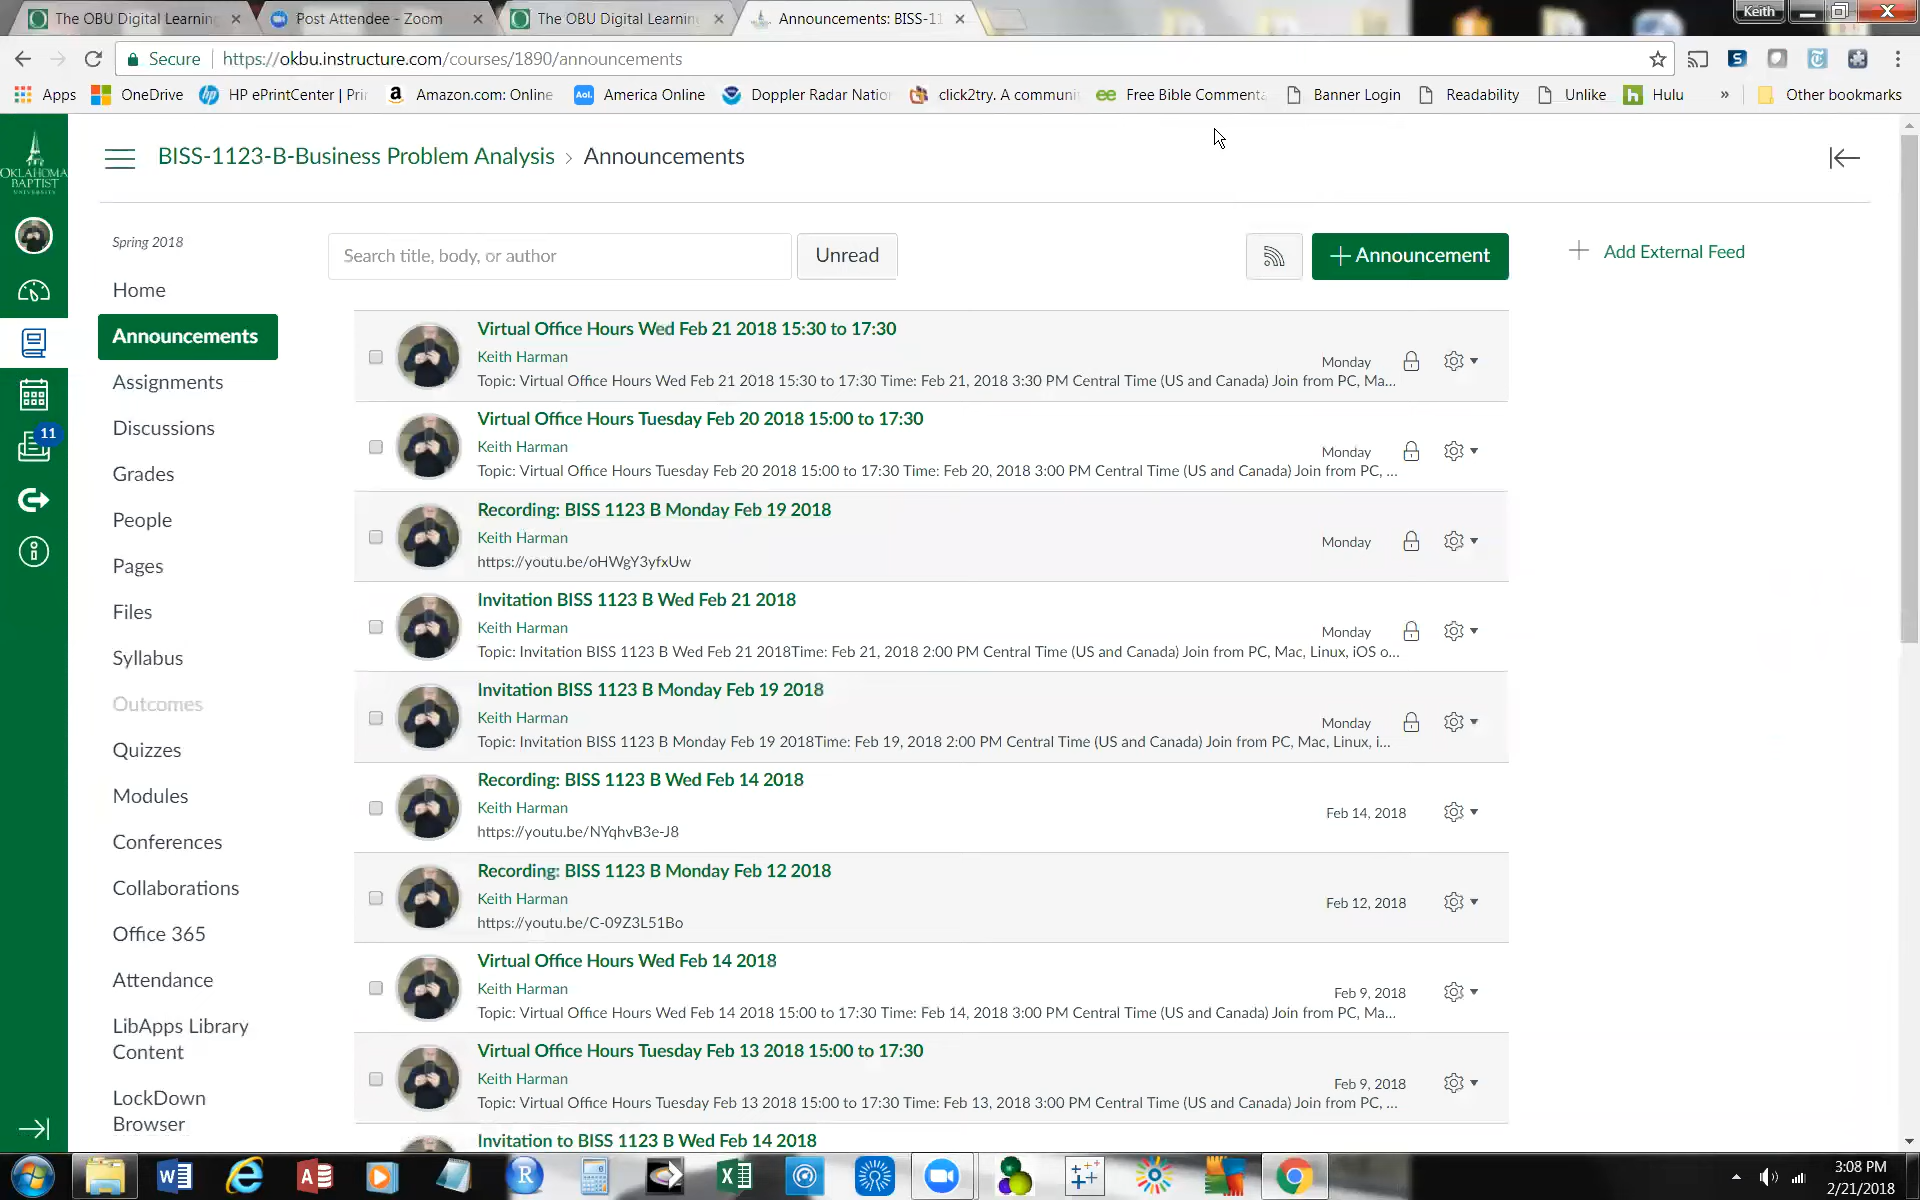 The OBU Digital Learnin
Post Attendee - Zoom
The OBU Digital Learnin
Announcements: BISS-11
Keith
Secure
https://okbu.instructure.com/courses/1890/announcements
Apps
OneDrive
HP ePrintCenter | Pri
Amazon.com: Online
America Online
Doppler Radar Natio
click2try. A communi
Free Bible Commenta
Banner Login
Readability
Unlike
Hulu
»
Other bookmarks
OKLAHOMA
BAPTIST
UNIVERSITY
BISS-1123-B-Business Problem Analysis › Announcements
Spring 2018
Home
Announcements
Assignments
Discussions
Grades
People
Pages
Files
Syllabus
Outcomes
Quizzes
Modules
Conferences
Collaborations
Office 365
Attendance
LibApps Library
Content
LockDown
Browser
11
Search title, body, or author
Unread
+Announcement
+ Add External Feed
Virtual Office Hours Wed Feb 21 2018 15:30 to 17:30
Keith Harman
Monday
Topic: Virtual Office Hours Wed Feb 21 2018 15:30 to 17:30 Time: Feb 21, 2018 3:30 PM Central Time (US and Canada) Join from PC, Ma...
Virtual Office Hours Tuesday Feb 20 2018 15:00 to 17:30
Keith Harman
Monday
Topic: Virtual Office Hours Tuesday Feb 20 2018 15:00 to 17:30 Time: Feb 20, 2018 3:00 PM Central Time (US and Canada) Join from PC, ...
Recording: BISS 1123 B Monday Feb 19 2018
Keith Harman
Monday
https://youtu.be/oHWgY3yfxUw
Invitation BISS 1123 B Wed Feb 21 2018
Keith Harman
Monday
Topic: Invitation BISS 1123 B Wed Feb 21 2018Time: Feb 21, 2018 2:00 PM Central Time (US and Canada) Join from PC, Mac, Linux, iOS o...
Invitation BISS 1123 B Monday Feb 19 2018
Keith Harman
Monday
Topic: Invitation BISS 1123 B Monday Feb 19 2018Time: Feb 19, 2018 2:00 PM Central Time (US and Canada) Join from PC, Mac, Linux, i...
Recording: BISS 1123 B Wed Feb 14 2018
Keith Harman
Feb 14, 2018
https://youtu.be/NYqhvB3e-J8
Recording: BISS 1123 B Monday Feb 12 2018
Keith Harman
Feb 12, 2018
https://youtu.be/C-09Z3L51Bo
Virtual Office Hours Wed Feb 14 2018
Keith Harman
Feb 9, 2018
Topic: Virtual Office Hours Wed Feb 14 2018 15:00 to 17:30 Time: Feb 14, 2018 3:00 PM Central Time (US and Canada) Join from PC, Ma...
Virtual Office Hours Tuesday Feb 13 2018 15:00 to 17:30
Keith Harman
Feb 9, 2018
Topic: Virtual Office Hours Tuesday Feb 13 2018 15:00 to 17:30 Time: Feb 13, 2018 3:00 PM Central Time (US and Canada) Join from PC, ...
Invitation to BISS 1123 B Wed Feb 14 2018
3:08 PM
2/21/2018